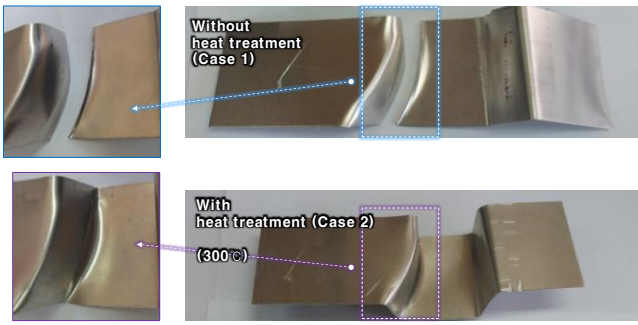 Without
heat treatment
(Case 1)
With
heat treatment (Case 2)
(300℃)